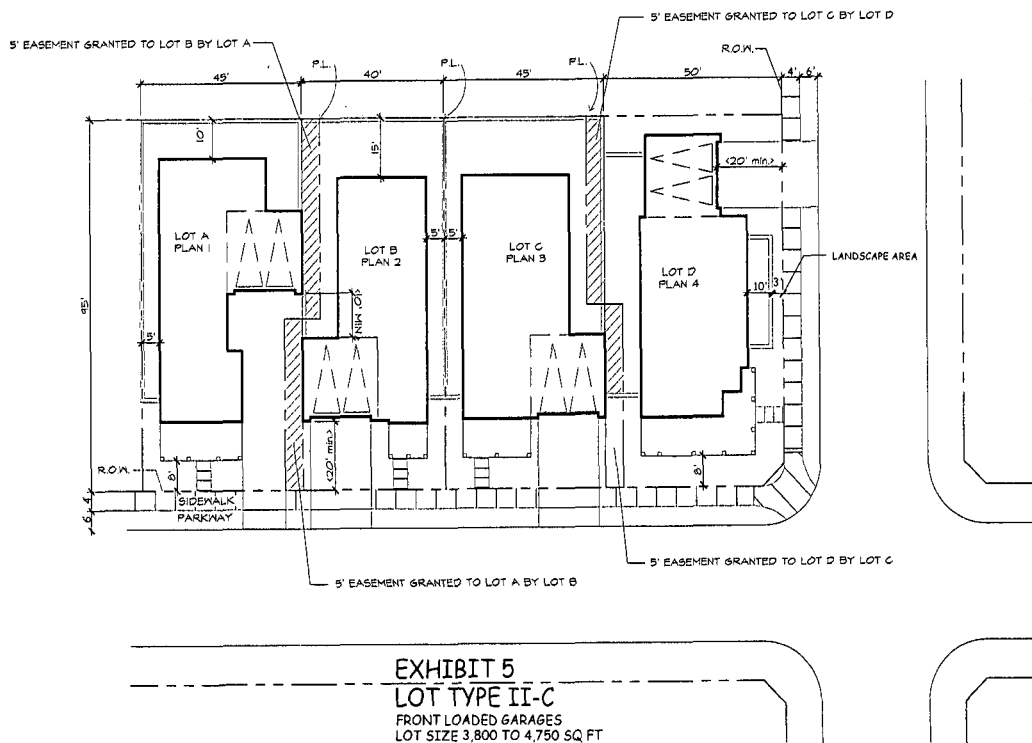 5' EASEMENT GRANTED TO LOT C BY LOT D
5' EASEMENT GRANTED TO LOT B BY LOT A
R.O.W.
P.L.
P.L.
P.L.
45'
40'
45'
50'
4'
6'
10'
15'
<20' min.>
95'
LOT A
PLAN 1
LOT B
PLAN 2
LOT C
PLAN 3
LOT D
PLAN 4
5'
5'
5'
10' MIN
10'
3'
LANDSCAPE AREA
<20' min.>
8'
8'
R.O.W.
SIDEWALK
PARKWAY
4'
6'
5' EASEMENT GRANTED TO LOT D BY LOT C
5' EASEMENT GRANTED TO LOT A BY LOT B
EXHIBIT 5
LOT TYPE II-C
FRONT LOADED GARAGES
LOT SIZE 3,800 TO 4,750 SQ FT